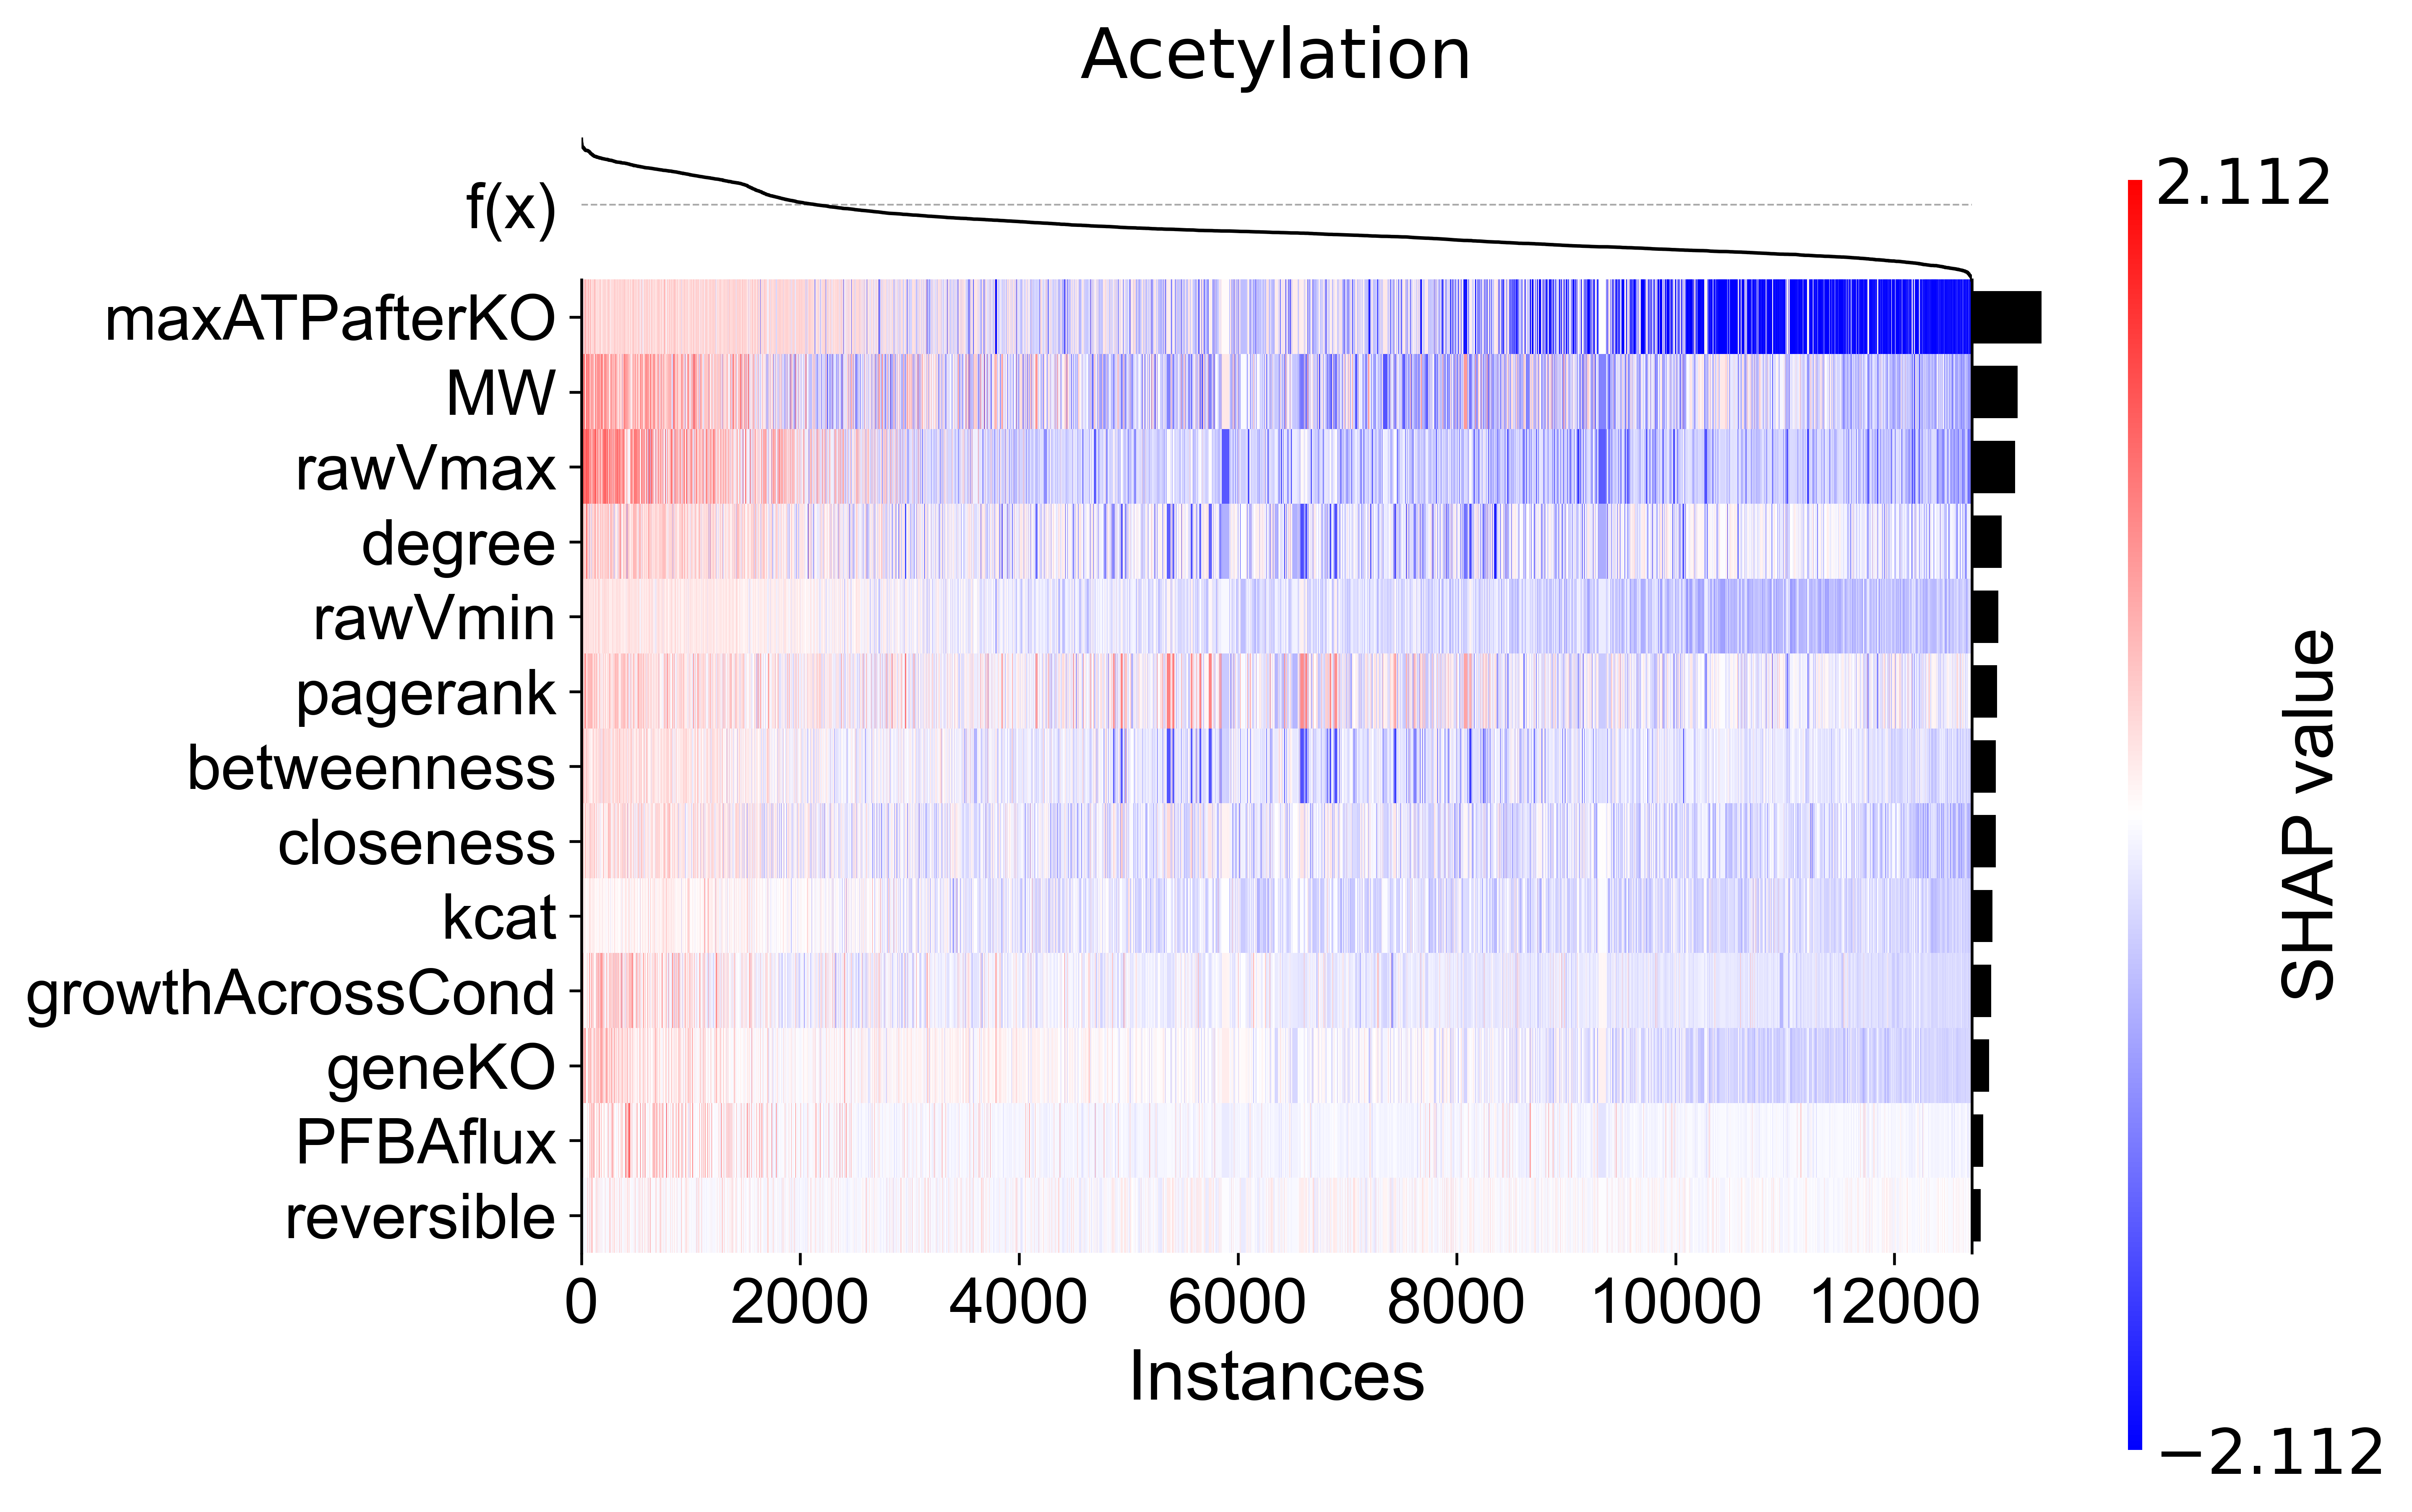 Acetylation
f(x)
maxATPafterKO
MW
rawVmax
degree
rawVmin
pagerank
betweenness
closeness
kcat
growthAcrossCond
geneKO
PFBAflux
reversible
0 2000 4000 6000 8000 10000 12000
Instances
2.112
SHAP value
−2.112